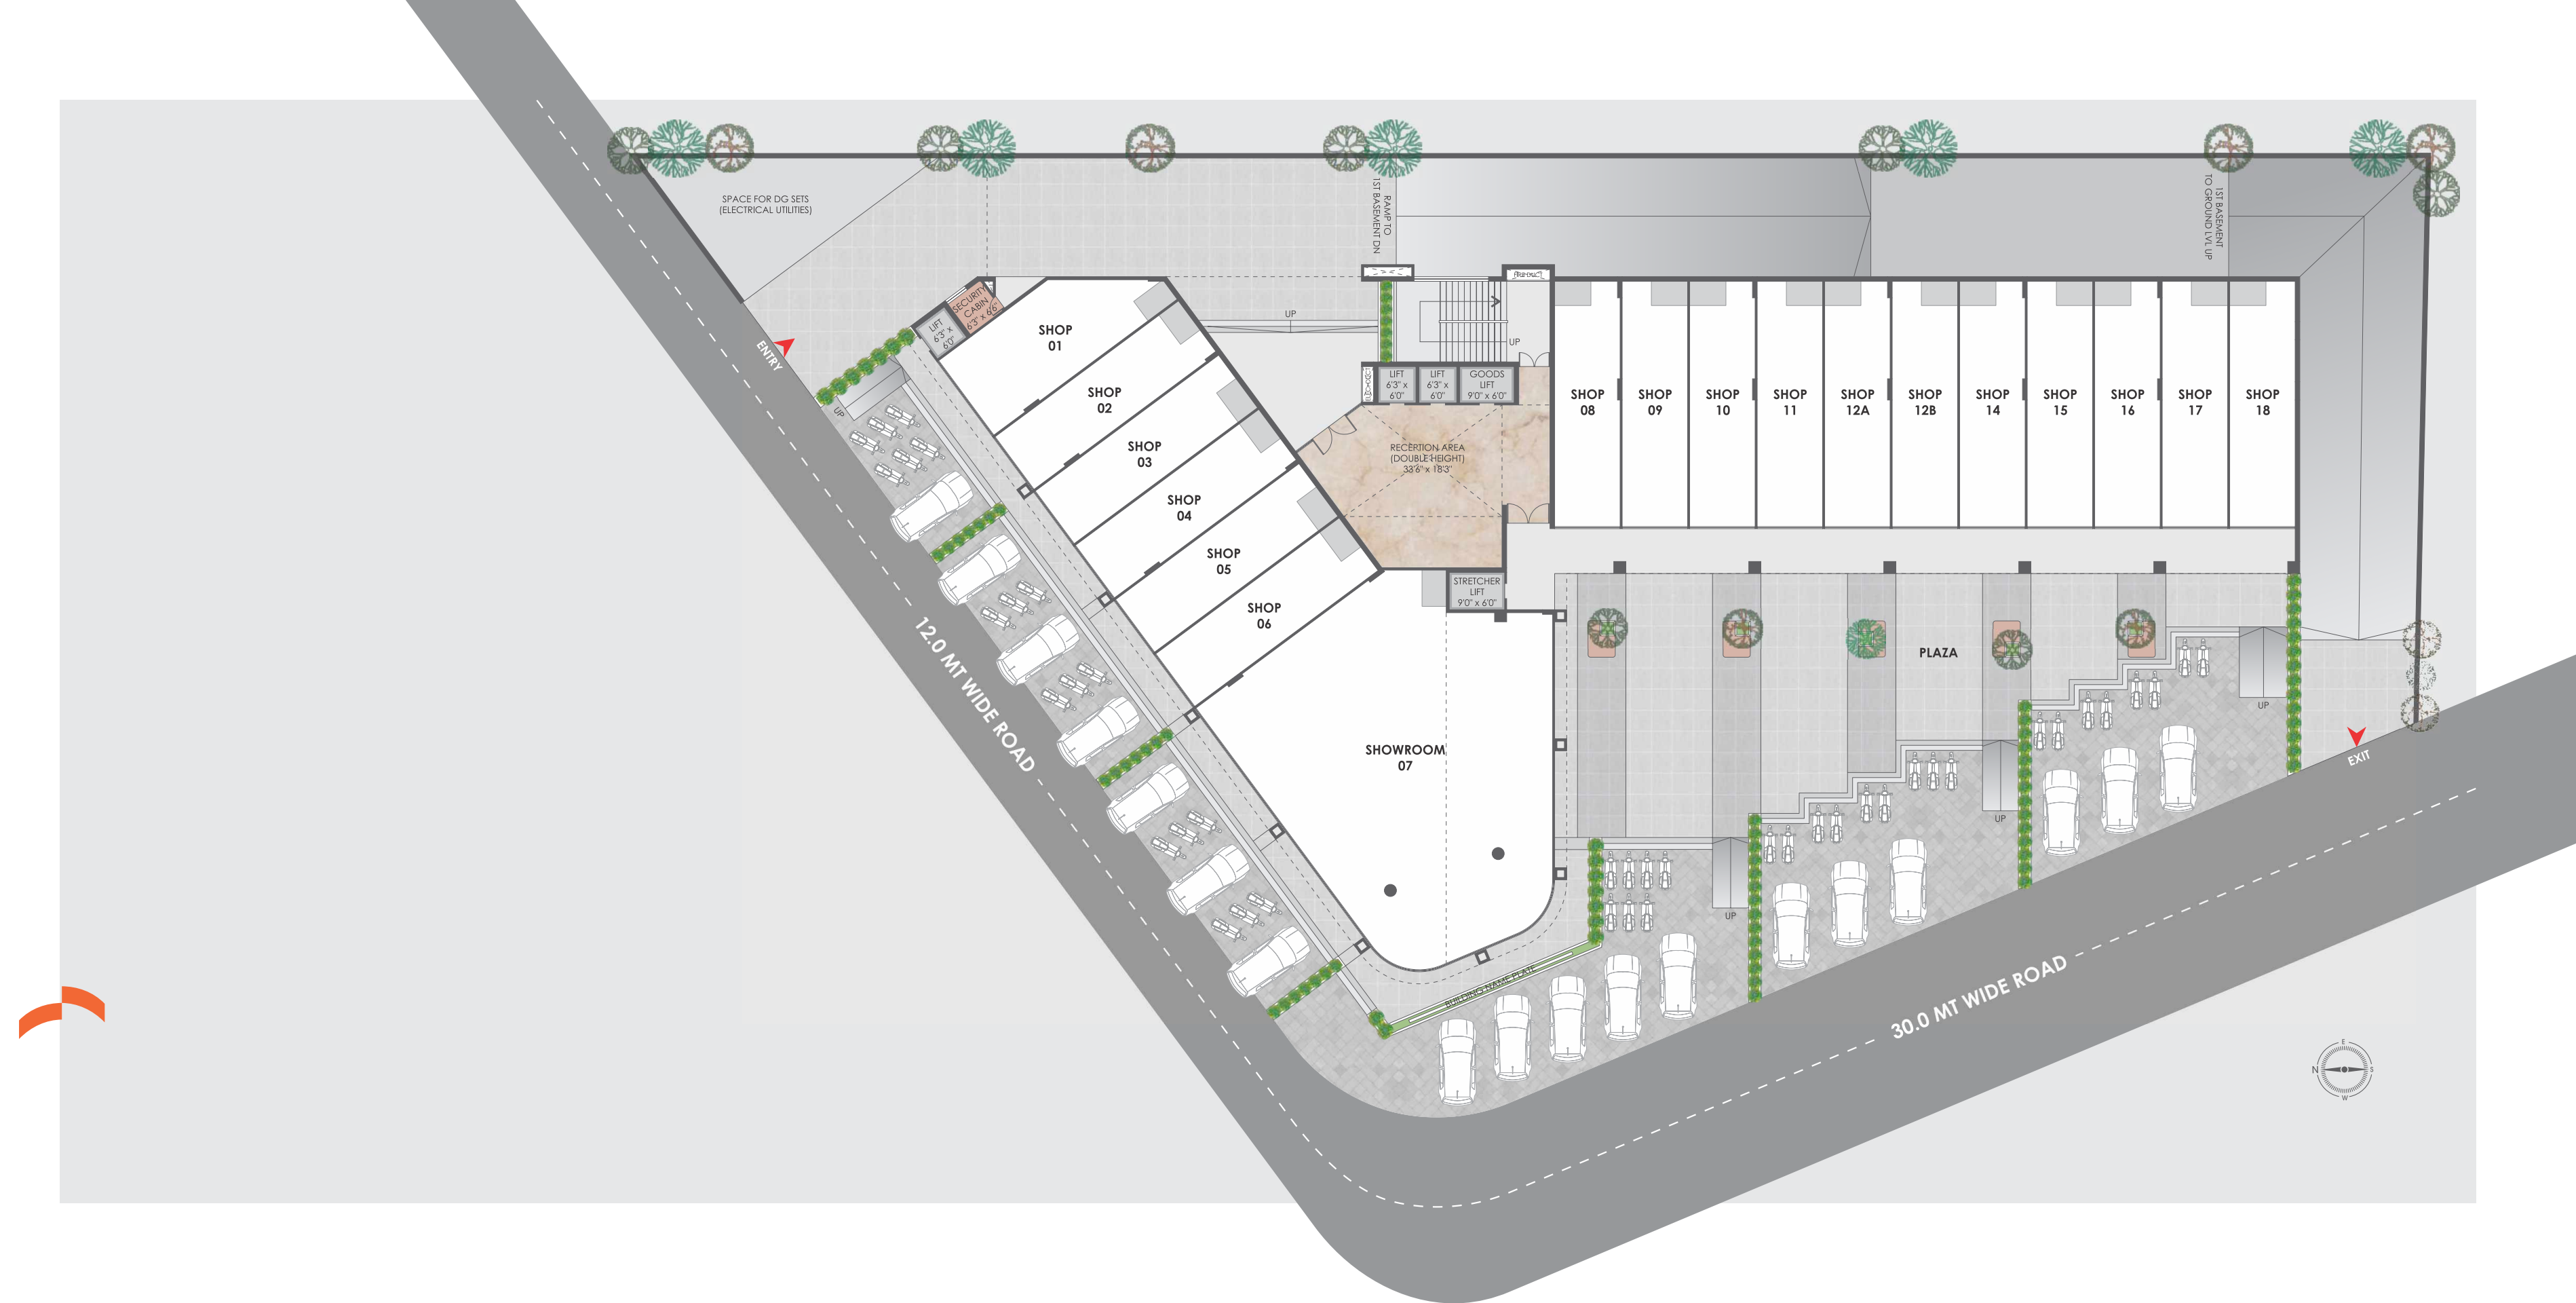 SPACE FOR DG SETS
(ELECTRICAL UTILITIES)
RAMP TO
1ST BASEMENT DN
1ST BASEMENT
TO GROUND LVL UP
ENTRY
UP
LIFT
6'3" x
6'0"
SECURITY
CABIN
6'3" x 6'6"
SHOP
01
SHOP
02
SHOP
03
SHOP
04
SHOP
05
SHOP
06
SHOWROOM
07
UP
UP
LIFT
6'3" x
6'0"
LIFT
6'3" x
6'0"
GOODS
LIFT
9'0" x 6'0"
RECEPTION AREA
(DOUBLE HEIGHT)
33'6" x 18'3"
STRETCHER
LIFT
9'0" x 6'0"
SHOP
08
SHOP
09
SHOP
10
SHOP
11
SHOP
12A
SHOP
12B
SHOP
14
SHOP
15
SHOP
16
SHOP
17
SHOP
18
PLAZA
UP
UP
UP
EXIT
BUILDING NAME PLATE
12.0 MT WIDE ROAD
30.0 MT WIDE ROAD
E
N
S
W